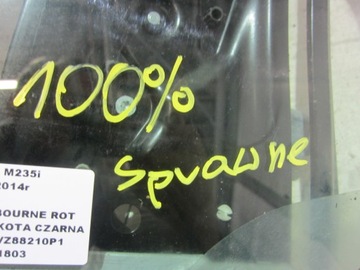 100%
sprawne
M235i
2014r
BOURNE ROT
KOTA CZARNA
VZ88210P1
1803